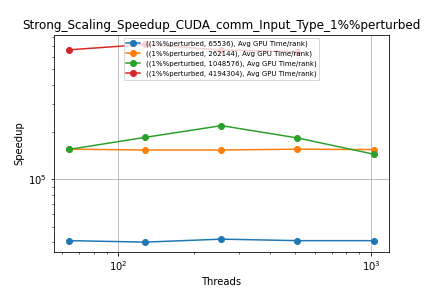 Strong_Scaling_Speedup_CUDA_comm_Input_Type_1%%perturbed
((1%%perturbed, 65536), Avg GPU Time/rank)
((1%%perturbed, 262144), Avg GPU Time/rank)
((1%%perturbed, 1048576), Avg GPU Time/rank)
((1%%perturbed, 4194304), Avg GPU Time/rank)
Speedup
10⁵
10² 10³
Threads